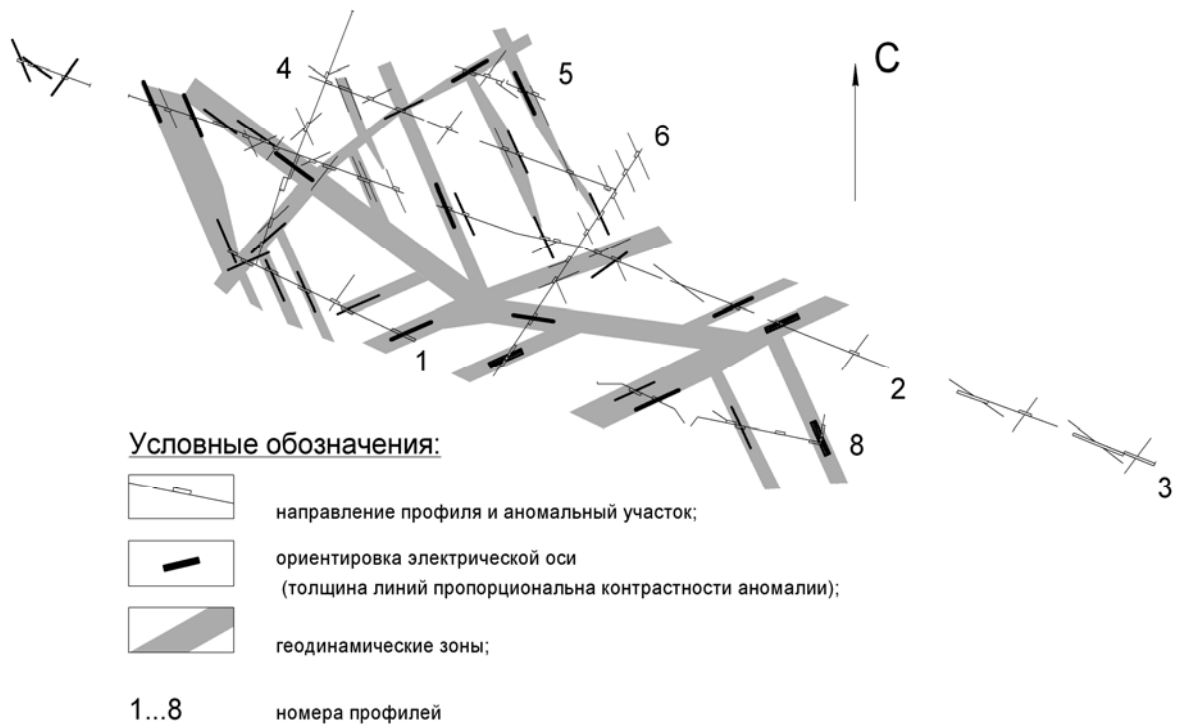 С
4
5
6
1
2
8
3
Условные обозначения:
направление профиля и аномальный участок;
ориентировка электрической оси
(толщина линий пропорциональна контрастности аномалии);
геодинамические зоны;
1...8 номера профилей